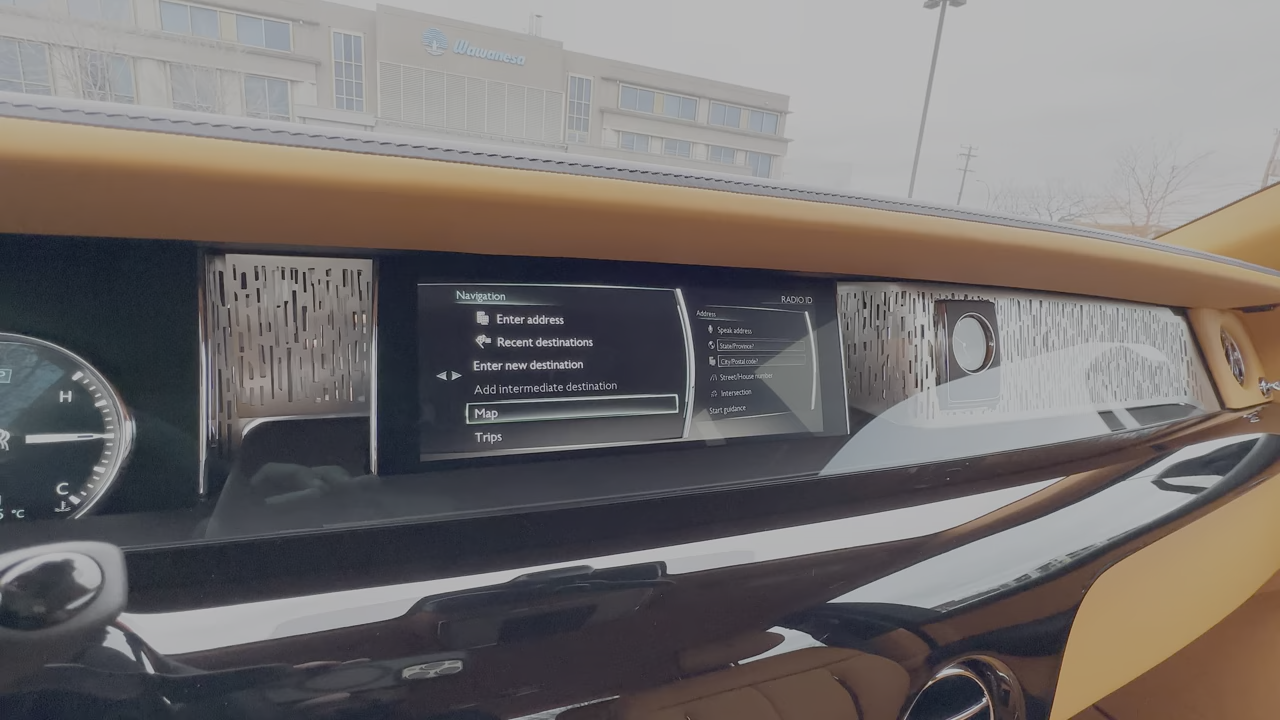 Wawanesa
Navigation
Enter address
Recent destinations
Enter new destination
Add intermediate destination
Map
Trips
RADIO ID
Address
Speak address
State/Province?
City/Postal code?
Street/House number
Intersection
Start guidance
H
C
°C